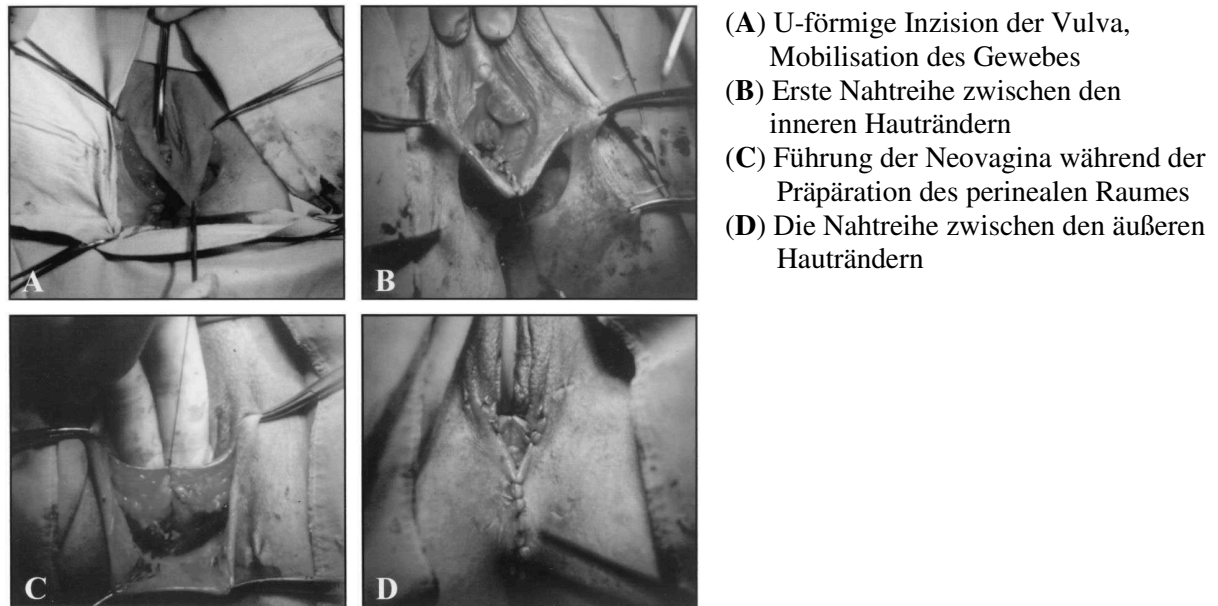 (A) U-förmige Inzision der Vulva,
Mobilisation des Gewebes
(B) Erste Nahtreihe zwischen den
inneren Hauträndern
(C) Führung der Neovagina während der
Präpäration des perinealen Raumes
(D) Die Nahtreihe zwischen den äußeren
Hauträndern
A
B
C
D